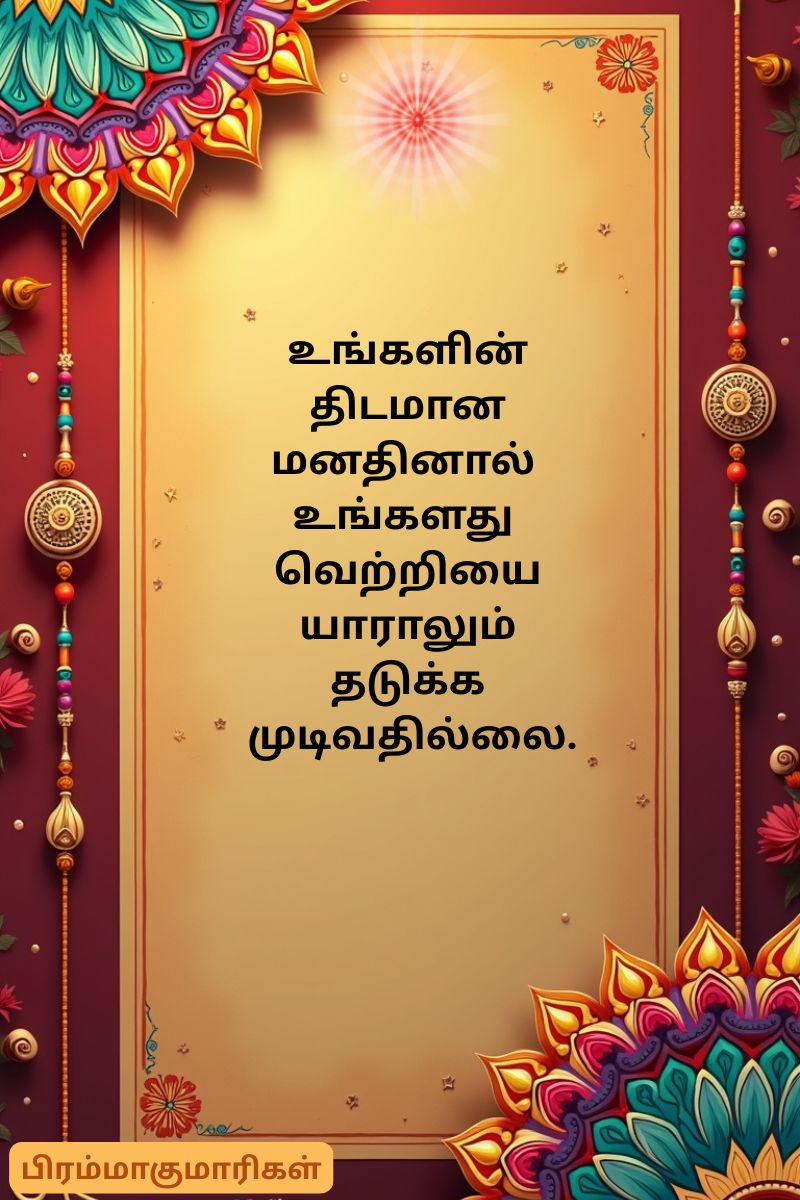 உங்களின்
திடமான
மனதினால்
உங்களது
வெற்றியை
யாராலும்
தடுக்க
முடிவதில்லை.
பிரம்மாகுமாரிகள்